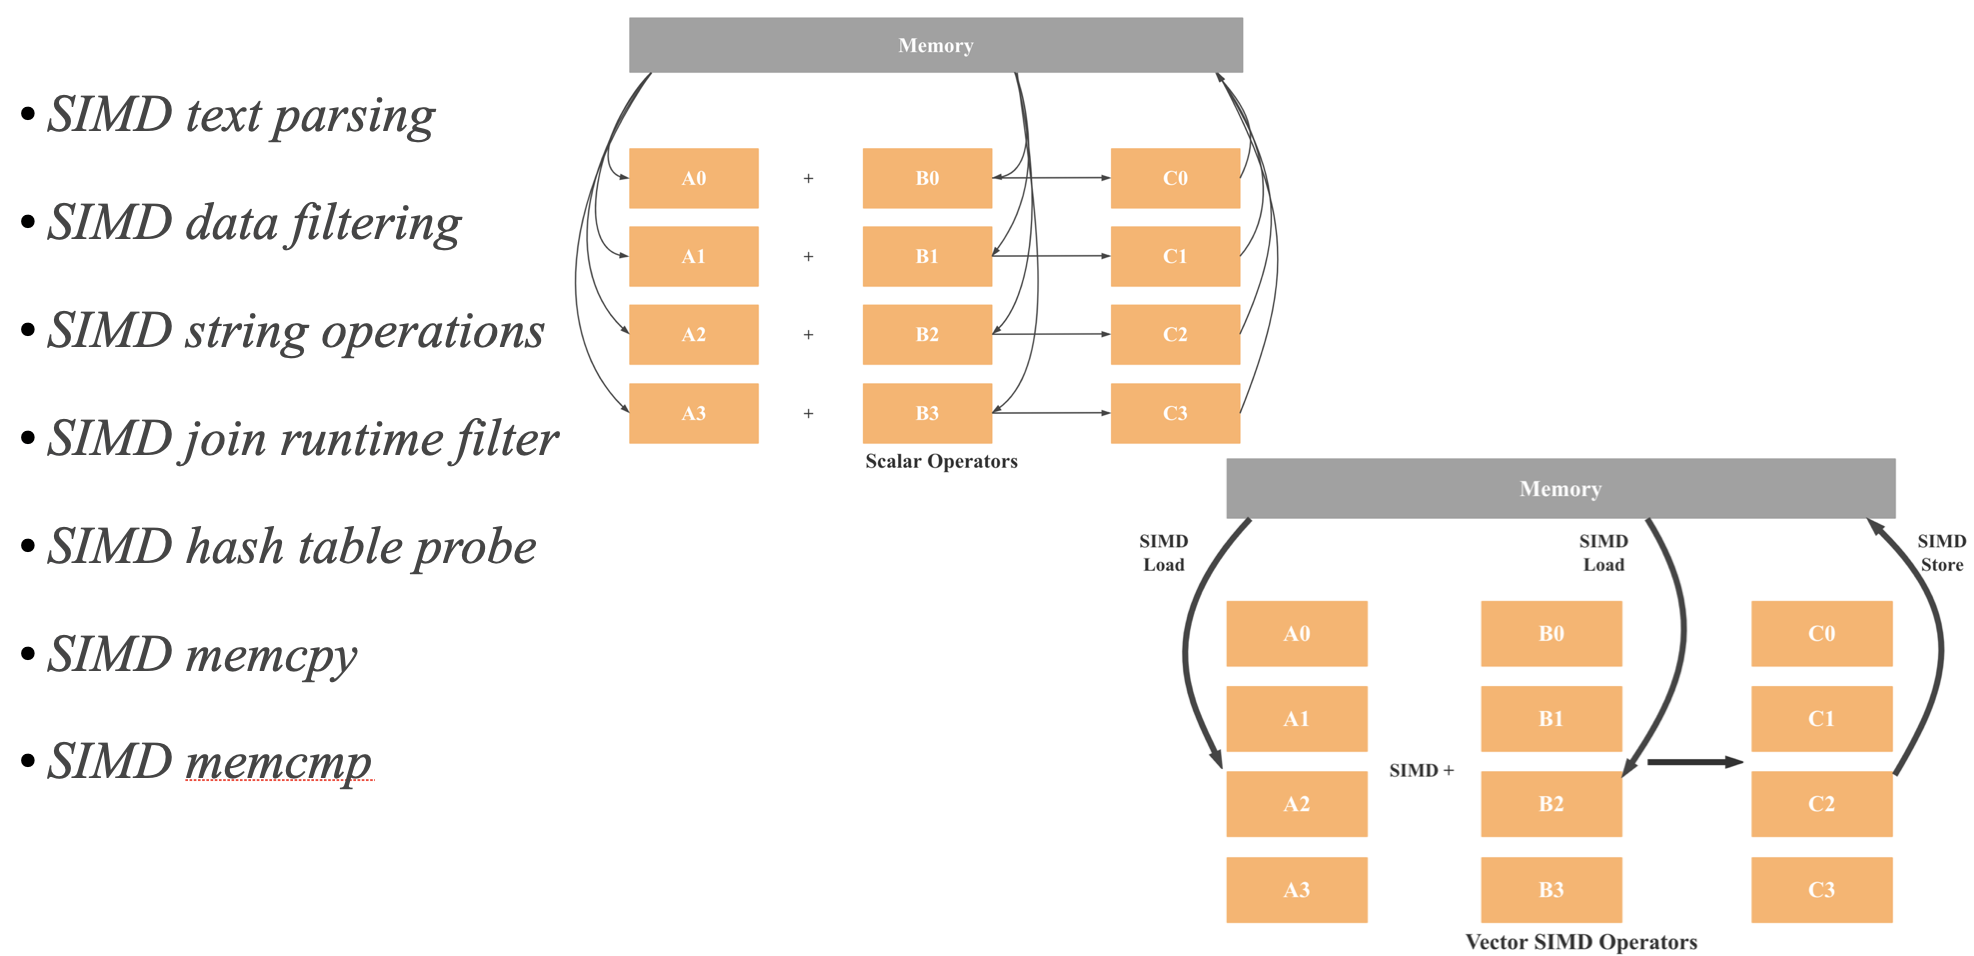 • SIMD text parsing
• SIMD data filtering
• SIMD string operations
• SIMD join runtime filter
• SIMD hash table probe
• SIMD memcpy
• SIMD memcmp
Memory
A0 + B0 C0
A1 + B1 C1
A2 + B2 C2
A3 + B3 C3
Scalar Operators
Memory
SIMD
Load
SIMD
Load
SIMD
Store
A0 B0 C0
A1 B1 C1
SIMD +
A2 B2 C2
A3 B3 C3
Vector SIMD Operators